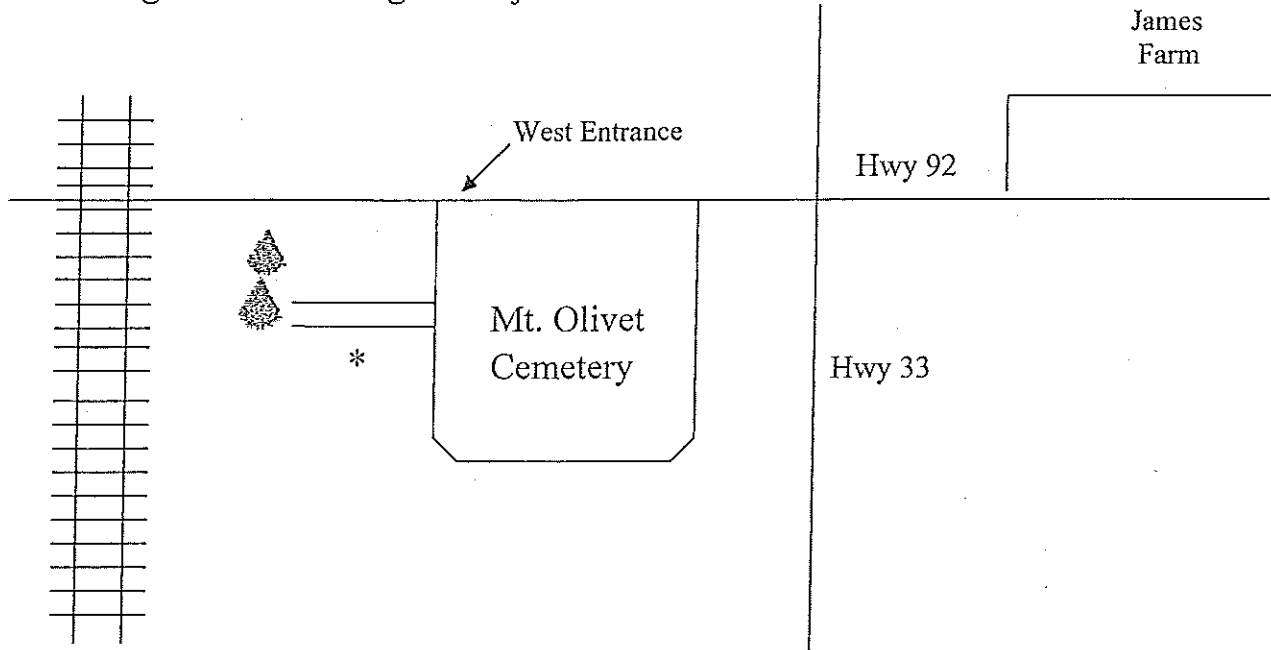 James
Farm
West Entrance
Hwy 92
Mt. Olivet
Cemetery
*
Hwy 33